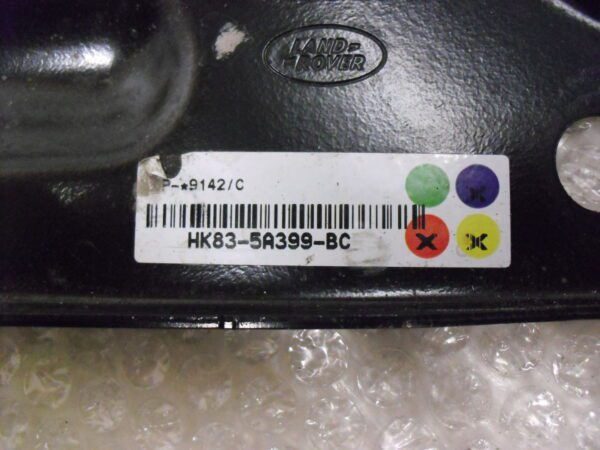 LAND
ROVER
P-*9142/C
HK83-5A399-BC